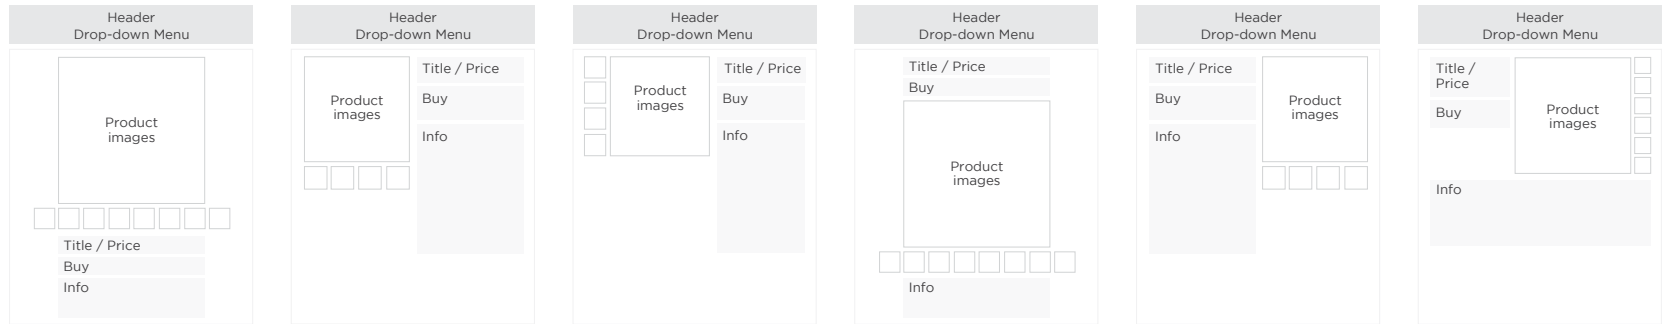 Header
Drop-down Menu
Product
images
Title / Price
Buy
Info
Header
Drop-down Menu
Product
images
Title / Price
Buy
Info
Header
Drop-down Menu
Product
images
Title / Price
Buy
Info
Header
Drop-down Menu
Title / Price
Buy
Product
images
Info
Header
Drop-down Menu
Title / Price
Buy
Info
Product
images
Header
Drop-down Menu
Title /
Price
Buy
Product
images
Info